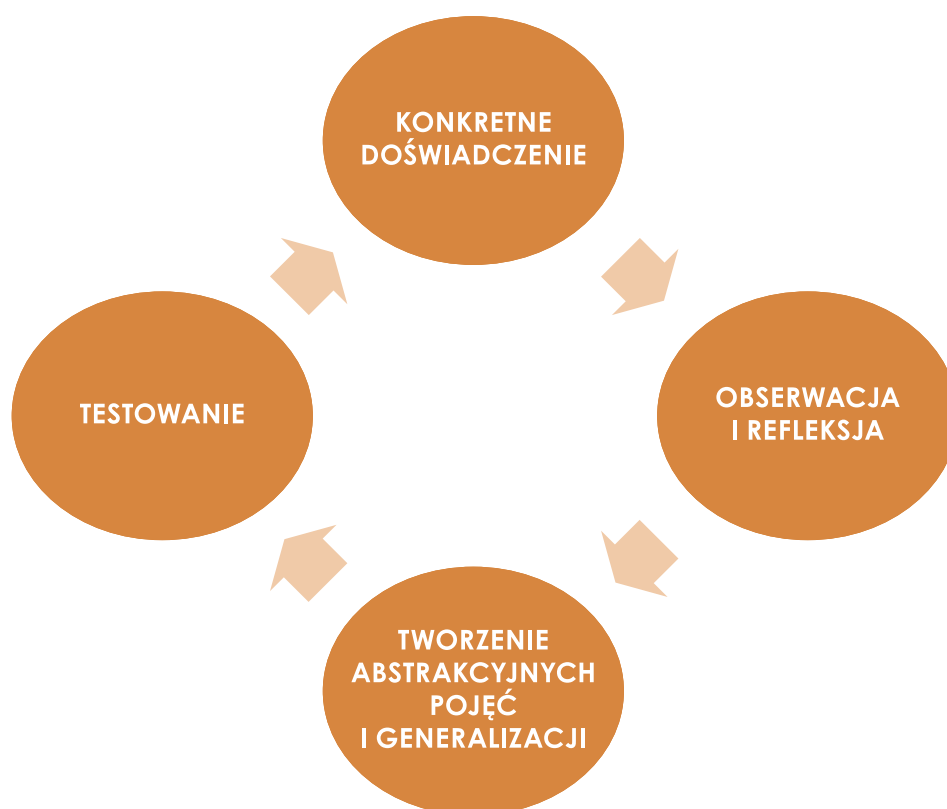 KONKRETNE
DOŚWIADCZENIE
OBSERWACJA
I REFLEKSJA
TWORZENIE
ABSTRAKCYJNYCH
POJĘĆ
I GENERALIZACJI
TESTOWANIE